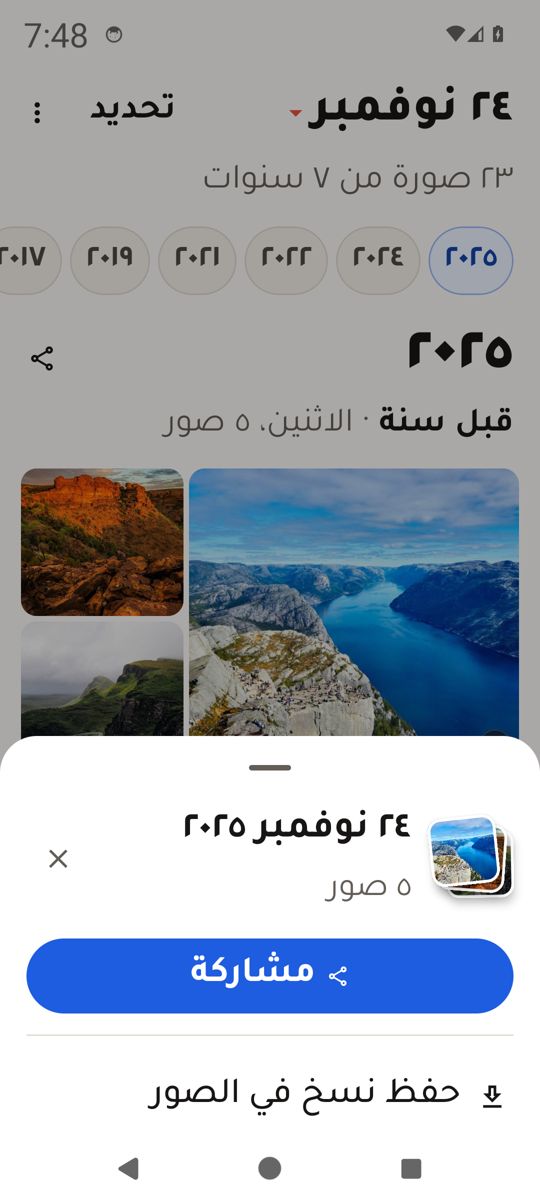 7:48
٢٤ نوفمبر
تحديد
٢٣ صورة من ٧ سنوات
٢٠٢٥
٢٠٢٤
٢٠٢٢
٢٠٢١
٢٠١٩
٢٠١٧
٢٠٢٥
قبل سنة · الاثنين، ٥ صور
٢٤ نوفمبر ٢٠٢٥
٥ صور
مشاركة
حفظ نسخ في الصور